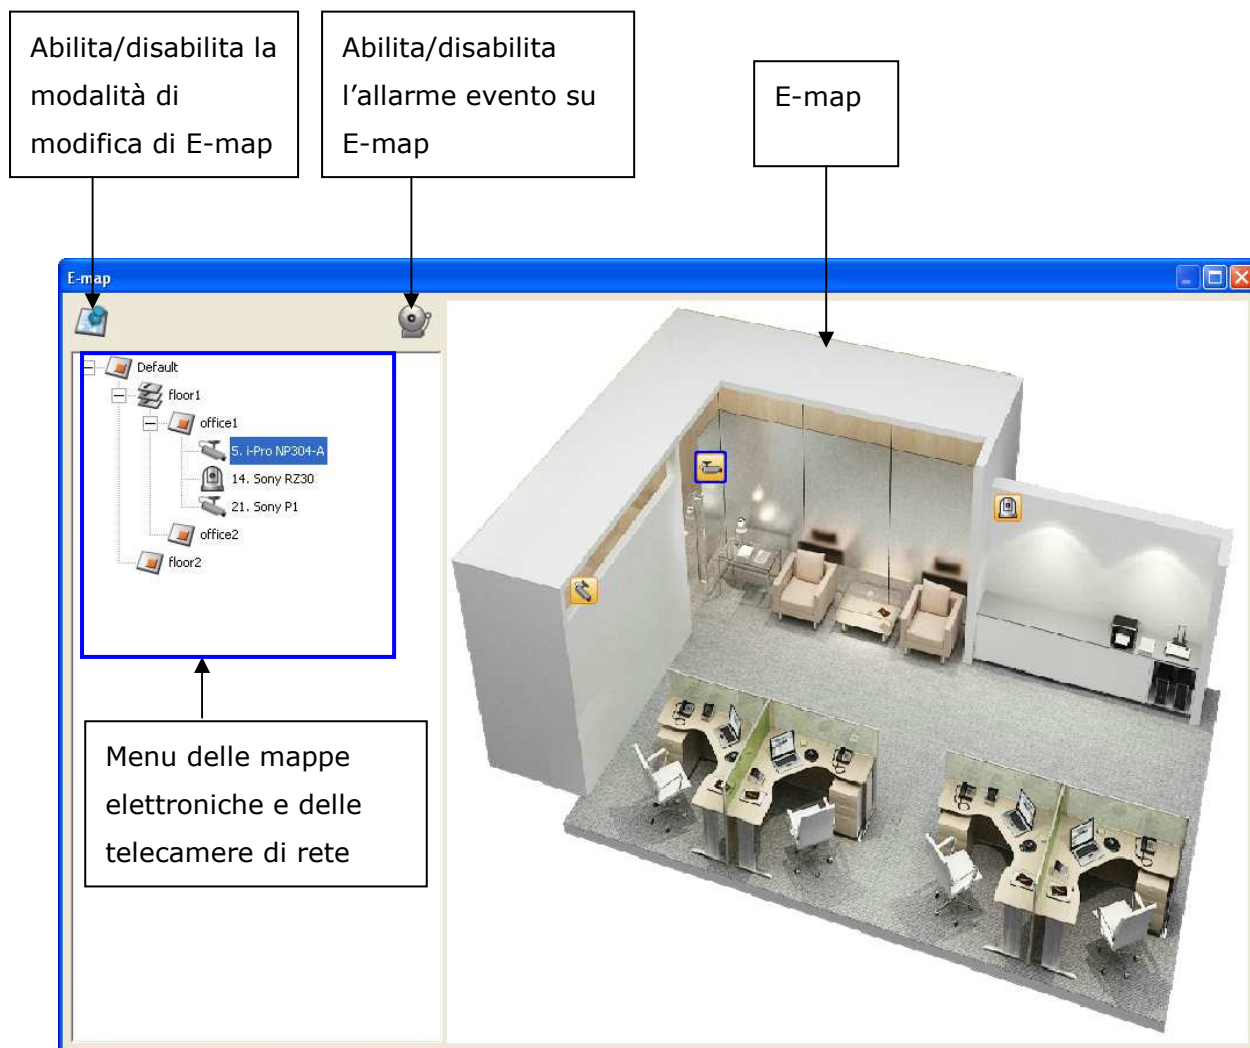 Abilita/disabilita la
modalità di
modifica di E-map
Abilita/disabilita
l’allarme evento su
E-map
E-map
E-map
Default
floor1
office1
5. i-Pro NP304-A
14. Sony RZ30
21. Sony P1
office2
floor2
Menu delle mappe
elettroniche e delle
telecamere di rete